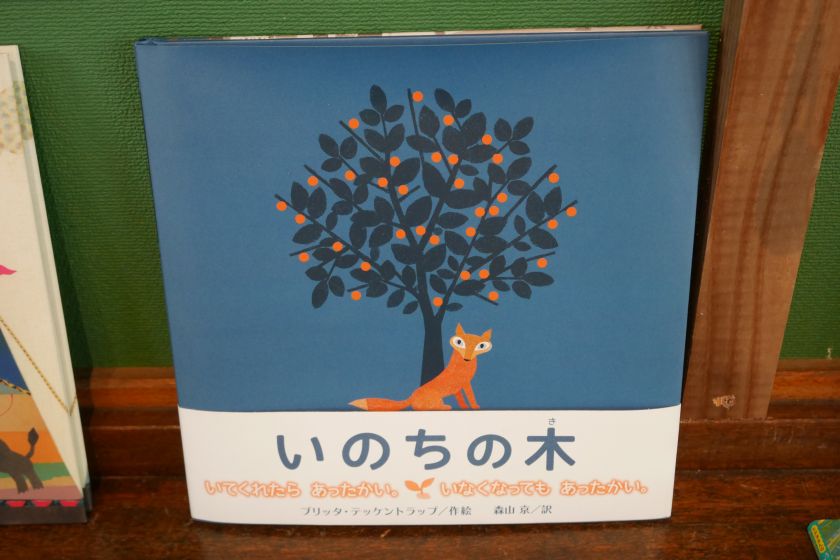 いのちの木
き
いてくれたら あったかい。 いなくなっても あったかい。
ブリッタ・テッケントラップ／作絵 森山 京／訳